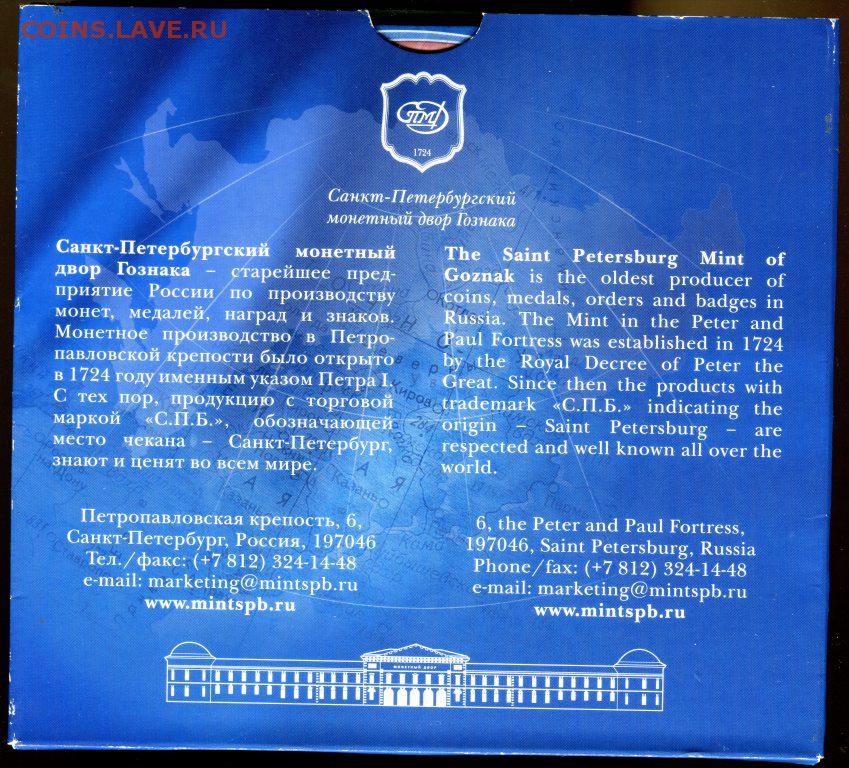 COINS.LAVE.RU
СПМД
1724
Санкт-Петербургский
монетный двор Гознака
Санкт-Петербургский монетный
двор Гознака – старейшее пред-
приятие России по производству
монет, медалей, наград и знаков.
Монетное производство в Петро-
павловской крепости было открыто
в 1724 году именным указом Петра I.
С тех пор, продукцию с торговой
маркой «С.П.Б.», обозначающей
место чекана – Санкт-Петербург,
знают и ценят во всем мире.
The Saint Petersburg Mint of
Goznak is the oldest producer of
coins, medals, orders and badges in
Russia. The Mint in the Peter and
Paul Fortress was established in 1724
by the Royal Decree of Peter the
Great. Since then the products with
trademark «С.П.Б.» indicating the
origin – Saint Petersburg – are
respected and well known all over the
world.
Петропавловская крепость, 6,
Санкт-Петербург, Россия, 197046
Тел./факс: (+7 812) 324-14-48
e-mail: marketing@mintspb.ru
www.mintspb.ru
6, the Peter and Paul Fortress,
197046, Saint Petersburg, Russia
Phone/fax: (+7 812) 324-14-48
e-mail: marketing@mintspb.ru
www.mintspb.ru
МОНЕТНЫЙ ДВОР